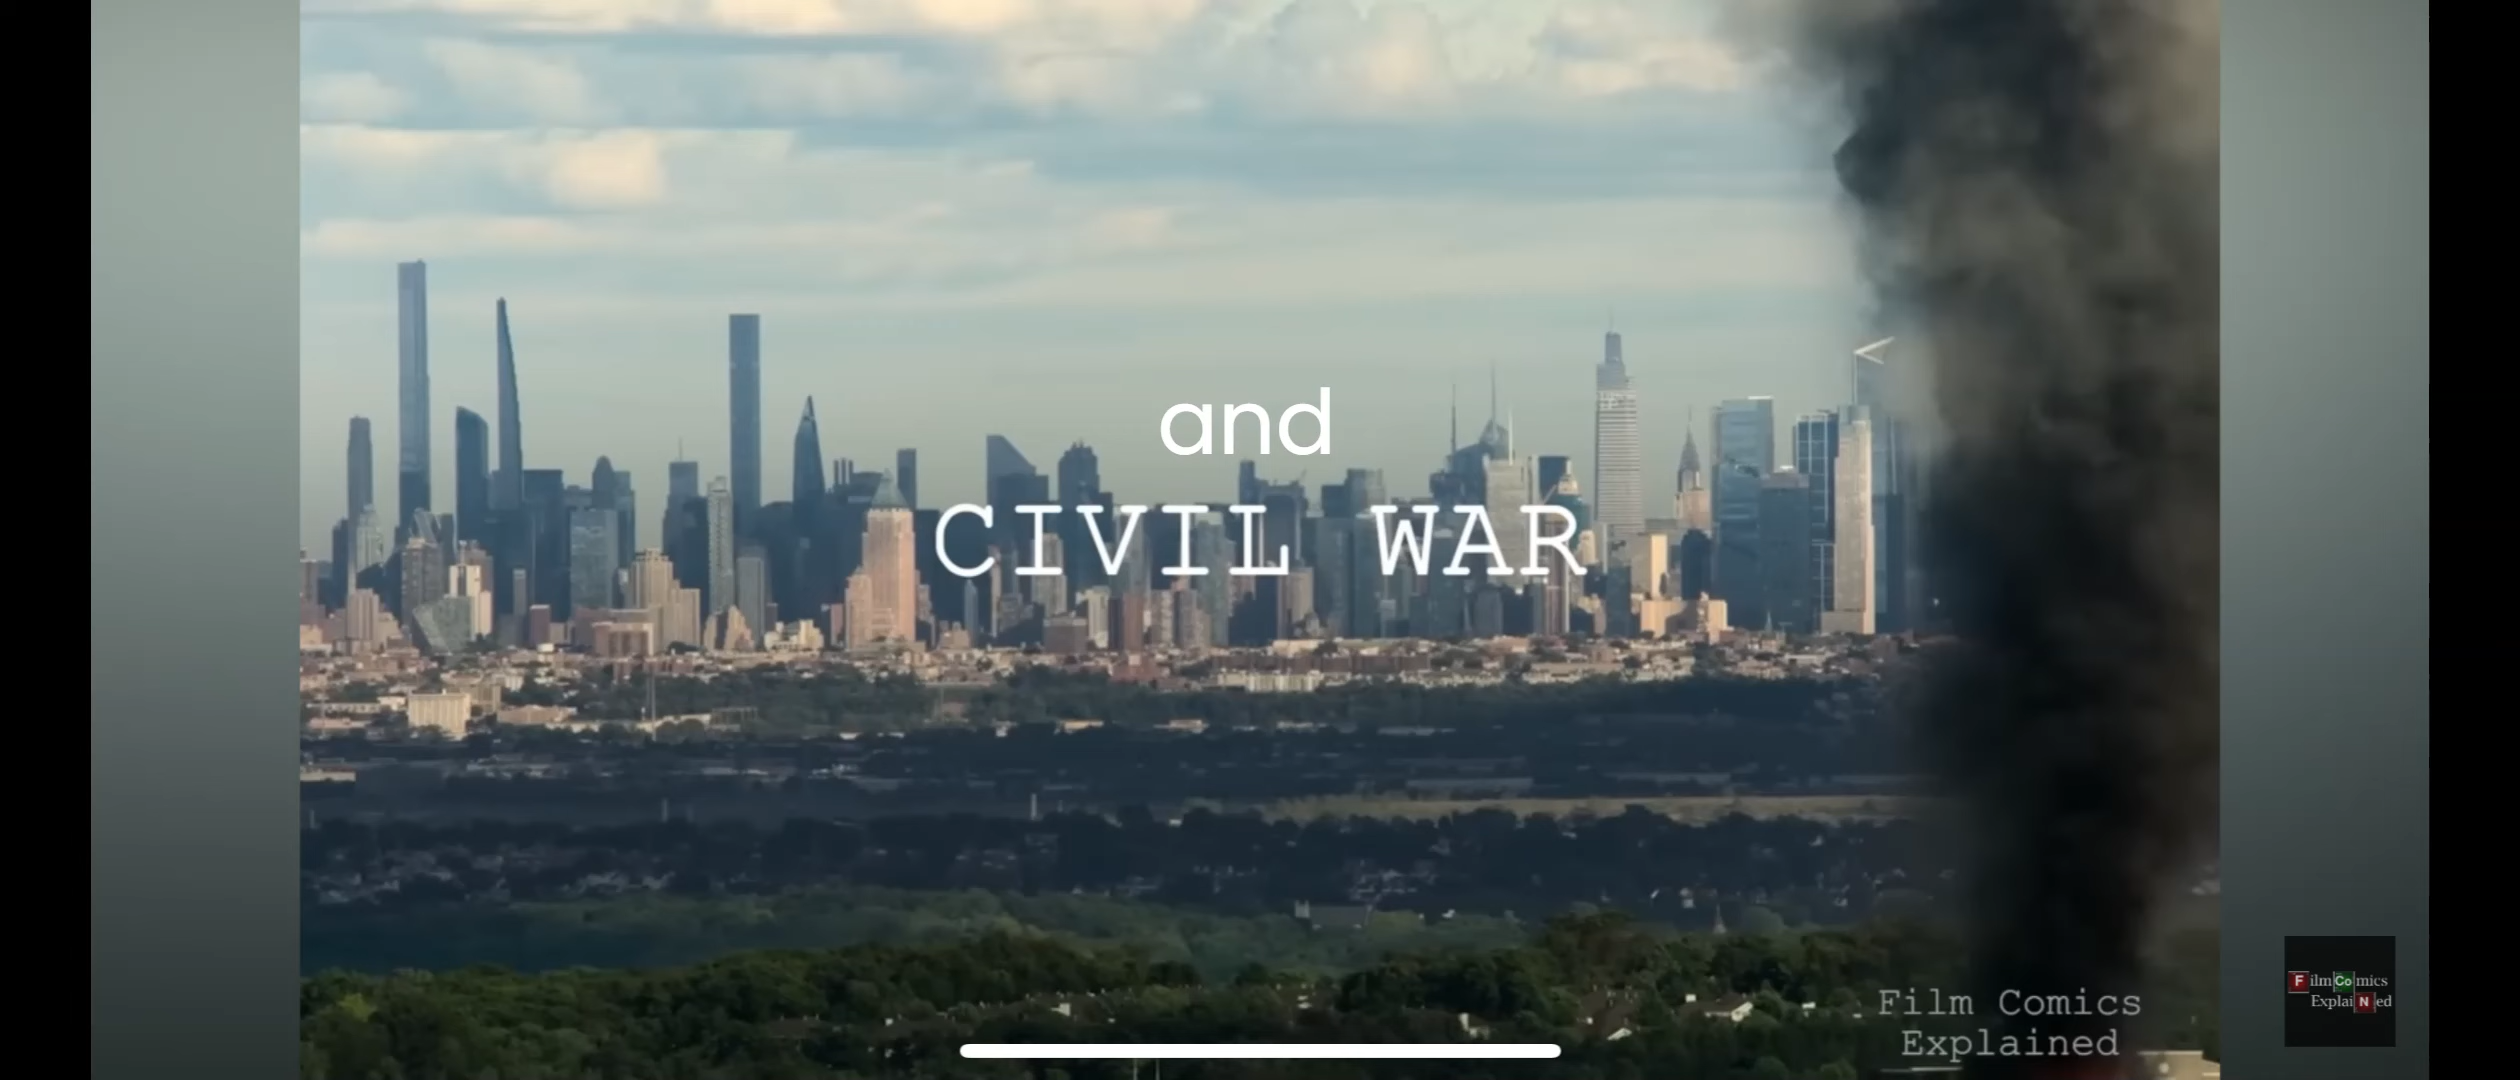 and
CIVIL WAR
Film Comics
Explained
FilmComics
ExplaiNed